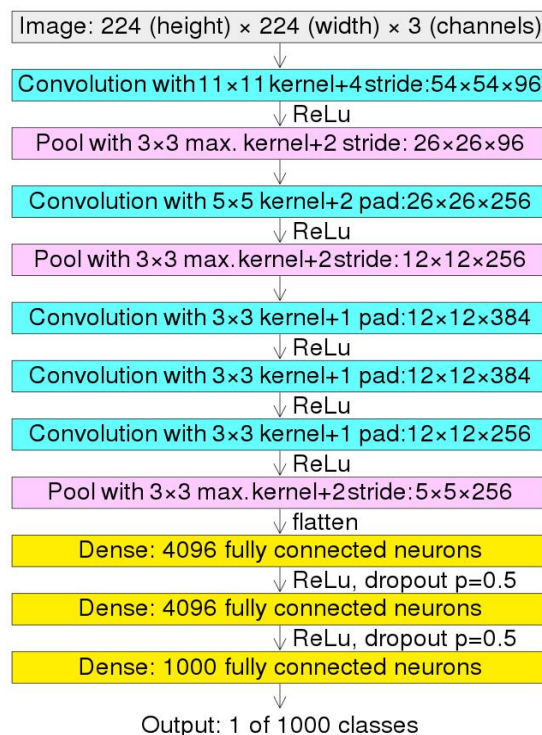 Image: 224 (height) × 224 (width) × 3 (channels)
Convolution with 11×11 kernel+4 stride:54×54×96
ReLu
Pool with 3×3 max. kernel+2 stride: 26×26×96
Convolution with 5×5 kernel+2 pad:26×26×256
ReLu
Pool with 3×3 max.kernel+2stride:12×12×256
Convolution with 3×3 kernel+1 pad:12×12×384
ReLu
Convolution with 3×3 kernel+1 pad:12×12×384
ReLu
Convolution with 3×3 kernel+1 pad:12×12×256
ReLu
Pool with 3×3 max.kernel+2stride:5×5×256
flatten
Dense: 4096 fully connected neurons
ReLu, dropout p=0.5
Dense: 4096 fully connected neurons
ReLu, dropout p=0.5
Dense: 1000 fully connected neurons
Output: 1 of 1000 classes